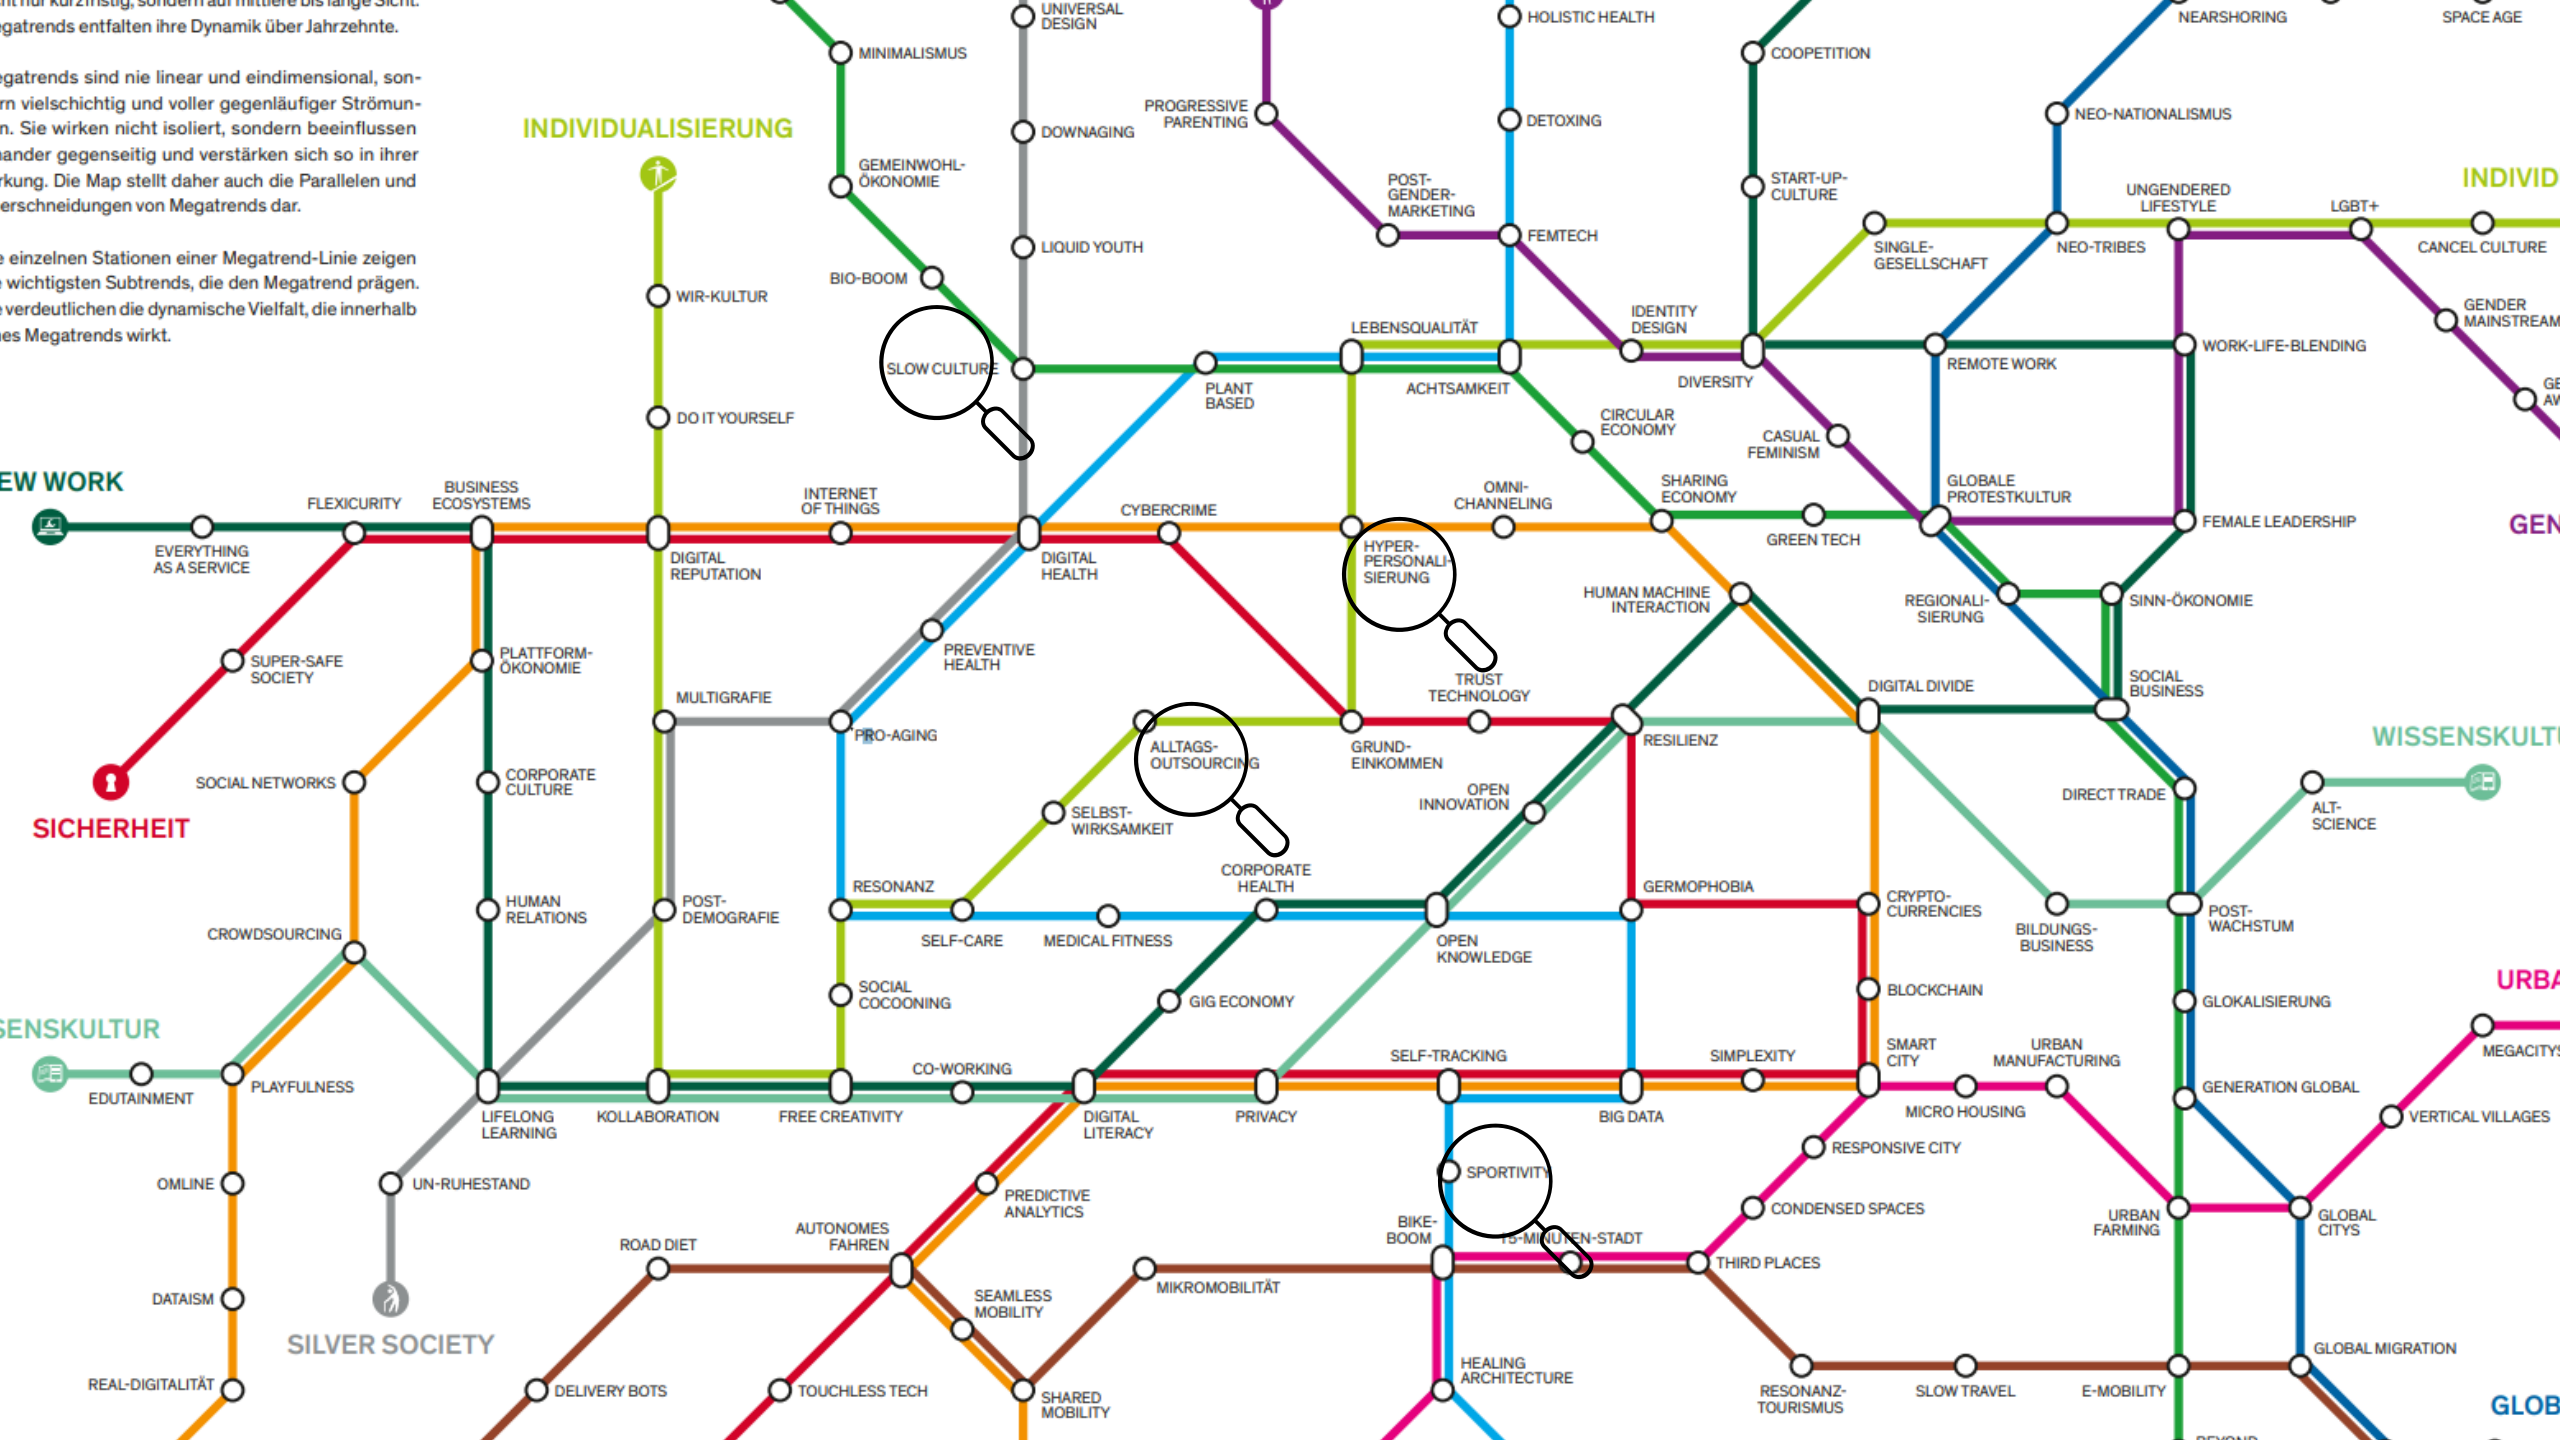 egatrends entfalten ihre Dynamik über Jahrzehnte.
egatrends sind nie linear und eindimensional, son-
rn vielschichtig und voller gegenläufiger Strömun-
n. Sie wirken nicht isoliert, sondern beeinflussen
nander gegenseitig und verstärken sich so in ihrer
rkung. Die Map stellt daher auch die Parallelen und
erschneidungen von Megatrends dar.
e einzelnen Stationen einer Megatrend-Linie zeigen
e wichtigsten Subtrends, die den Megatrend prägen.
e verdeutlichen die dynamische Vielfalt, die innerhalb
nes Megatrends wirkt.
UNIVERSAL
DESIGN
HOLISTIC HEALTH
NEARSHORING
SPACE AGE
MINIMALISMUS
COOPETITION
PROGRESSIVE
PARENTING
NEO-NATIONALISMUS
INDIVIDUALISIERUNG
DOWNAGING
DETOXING
GEMEINWOHL-
ÖKONOMIE
POST-
GENDER-
MARKETING
START-UP-
CULTURE
UNGENDERED
LIFESTYLE
LGBT+
INDIVID
LIQUID YOUTH
FEMTECH
SINGLE-
GESELLSCHAFT
NEO-TRIBES
CANCEL CULTURE
BIO-BOOM
WIR-KULTUR
IDENTITY
DESIGN
GENDER
MAINSTREAM
LEBENSQUALITÄT
WORK-LIFE-BLENDING
SLOW CULTURE
PLANT
BASED
ACHTSAMKEIT
DIVERSITY
REMOTE WORK
GE
AW
DO IT YOURSELF
CIRCULAR
ECONOMY
CASUAL
FEMINISM
EW WORK
FLEXICURITY
BUSINESS
ECOSYSTEMS
INTERNET
OF THINGS
CYBERCRIME
OMNI-
CHANNELING
SHARING
ECONOMY
GLOBALE
PROTESTKULTUR
FEMALE LEADERSHIP
GEN
EVERYTHING
AS A SERVICE
DIGITAL
REPUTATION
DIGITAL
HEALTH
HYPER-
PERSONALI-
SIERUNG
GREEN TECH
HUMAN MACHINE
INTERACTION
REGIONALI-
SIERUNG
SINN-ÖKONOMIE
SUPER-SAFE
SOCIETY
PLATTFORM-
ÖKONOMIE
PREVENTIVE
HEALTH
TRUST
TECHNOLOGY
DIGITAL DIVIDE
SOCIAL
BUSINESS
MULTIGRAFIE
PRO-AGING
ALLTAGS-
OUTSOURCING
GRUND-
EINKOMMEN
RESILIENZ
WISSENSKULTU
SOCIAL NETWORKS
CORPORATE
CULTURE
SELBST-
WIRKSAMKEIT
OPEN
INNOVATION
DIRECT TRADE
ALT-
SCIENCE
SICHERHEIT
CORPORATE
HEALTH
RESONANZ
GERMOPHOBIA
CRYPTO-
CURRENCIES
HUMAN
RELATIONS
POST-
DEMOGRAFIE
SELF-CARE
MEDICAL FITNESS
OPEN
KNOWLEDGE
BILDUNGS-
BUSINESS
POST-
WACHSTUM
CROWDSOURCING
URBA
SOCIAL
COCOONING
GIG ECONOMY
BLOCKCHAIN
GLOKALISIERUNG
SENSKULTUR
EDUTAINMENT
PLAYFULNESS
CO-WORKING
SELF-TRACKING
SIMPLEXITY
SMART
CITY
URBAN
MANUFACTURING
MEGACITYS
LIFELONG
LEARNING
KOLLABORATION
FREE CREATIVITY
DIGITAL
LITERACY
PRIVACY
BIG DATA
MICRO HOUSING
GENERATION GLOBAL
VERTICAL VILLAGES
RESPONSIVE CITY
OMLINE
UN-RUHESTAND
PREDICTIVE
ANALYTICS
SPORTIVITY
CONDENSED SPACES
URBAN
FARMING
GLOBAL
CITYS
ROAD DIET
AUTONOMES
FAHREN
BIKE-
BOOM
15-MINUTEN-STADT
THIRD PLACES
DATAISM
SEAMLESS
MOBILITY
MIKROMOBILITÄT
SILVER SOCIETY
GLOBAL MIGRATION
REAL-DIGITALITÄT
DELIVERY BOTS
TOUCHLESS TECH
SHARED
MOBILITY
HEALING
ARCHITECTURE
RESONANZ-
TOURISMUS
SLOW TRAVEL
E-MOBILITY
GLOB